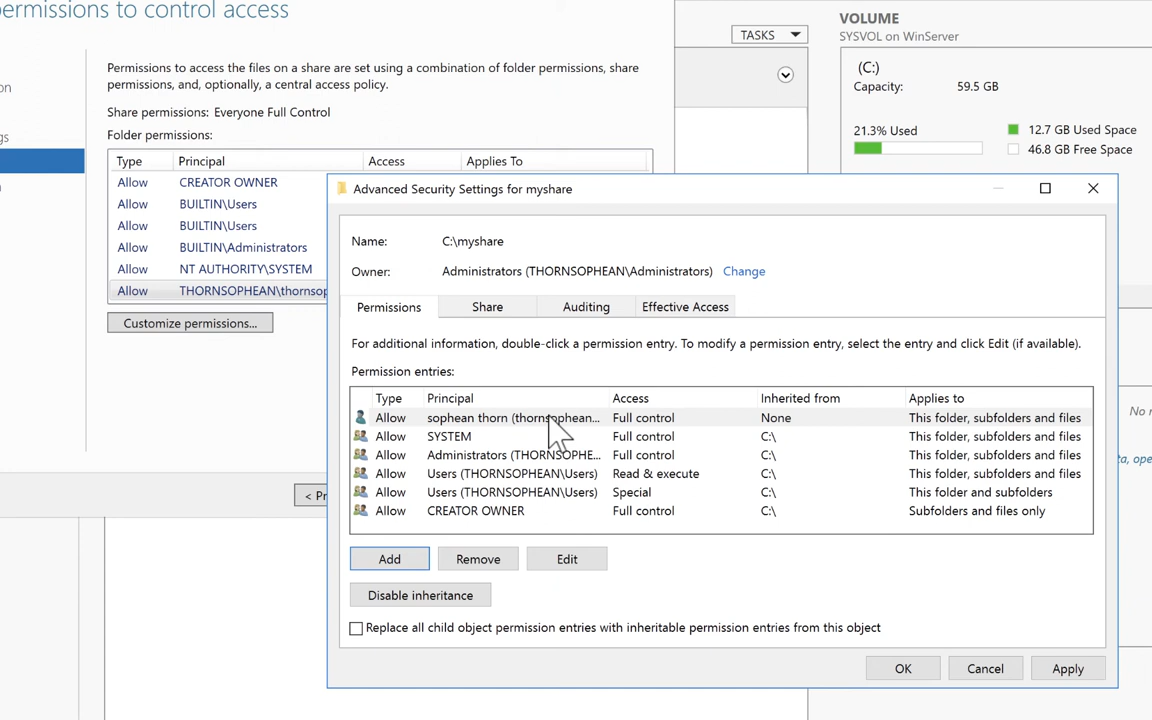 ermissions to control access
TASKS
VOLUME
SYSVOL on WinServer
Permissions to access the files on a share are set using a combination of folder permissions, share
permissions, and, optionally, a central access policy.
Share permissions: Everyone Full Control
Folder permissions:
Type Principal Access Applies To
Allow CREATOR OWNER
Allow BUILTIN\Users
Allow BUILTIN\Users
Allow BUILTIN\Administrators
Allow NT AUTHORITY\SYSTEM
Allow THORNSOPHEAN\thornsop
Customize permissions...
on
gs
< Pr
(C:)
Capacity: 59.5 GB
21.3% Used
12.7 GB Used Space
46.8 GB Free Space
Advanced Security Settings for myshare
Name: C:\myshare
Owner: Administrators (THORNSOPHEAN\Administrators) Change
Permissions Share Auditing Effective Access
For additional information, double-click a permission entry. To modify a permission entry, select the entry and click Edit (if available).
Permission entries:
Type Principal Access Inherited from Applies to
Allow sophean thorn (thornsophean... Full control None This folder, subfolders and files
Allow SYSTEM Full control C:\ This folder, subfolders and files
Allow Administrators (THORNSOPHE... Full control C:\ This folder, subfolders and files
Allow Users (THORNSOPHEAN\Users) Read & execute C:\ This folder, subfolders and files
Allow Users (THORNSOPHEAN\Users) Special C:\ This folder and subfolders
Allow CREATOR OWNER Full control C:\ Subfolders and files only
Add Remove Edit
Disable inheritance
Replace all child object permission entries with inheritable permission entries from this object
OK Cancel Apply
No r
ta, ope